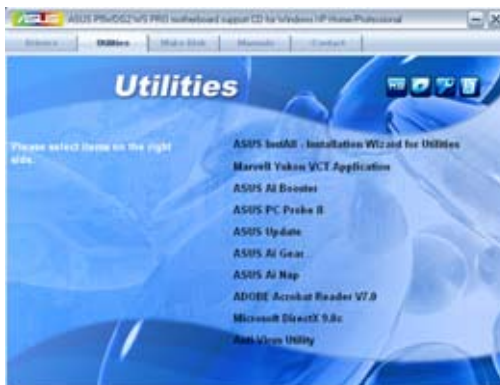 ASUS P5WDG2 WS PRO motherboard support CD for Windows XP Home/Professional
Drivers
Utilities
Make Disk
Manuals
Contact
Utilities
Please select items on the right
side.
ASUS InstAll - Installation Wizard for Utilities
Marvell Yukon VCT Application
ASUS AI Booster
ASUS PC Probe II
ASUS Update
ASUS Ai Gear
ASUS Ai Nap
ADOBE Acrobat Reader V7.0
Microsoft DirectX 9.0c
Anti-Virus Utility